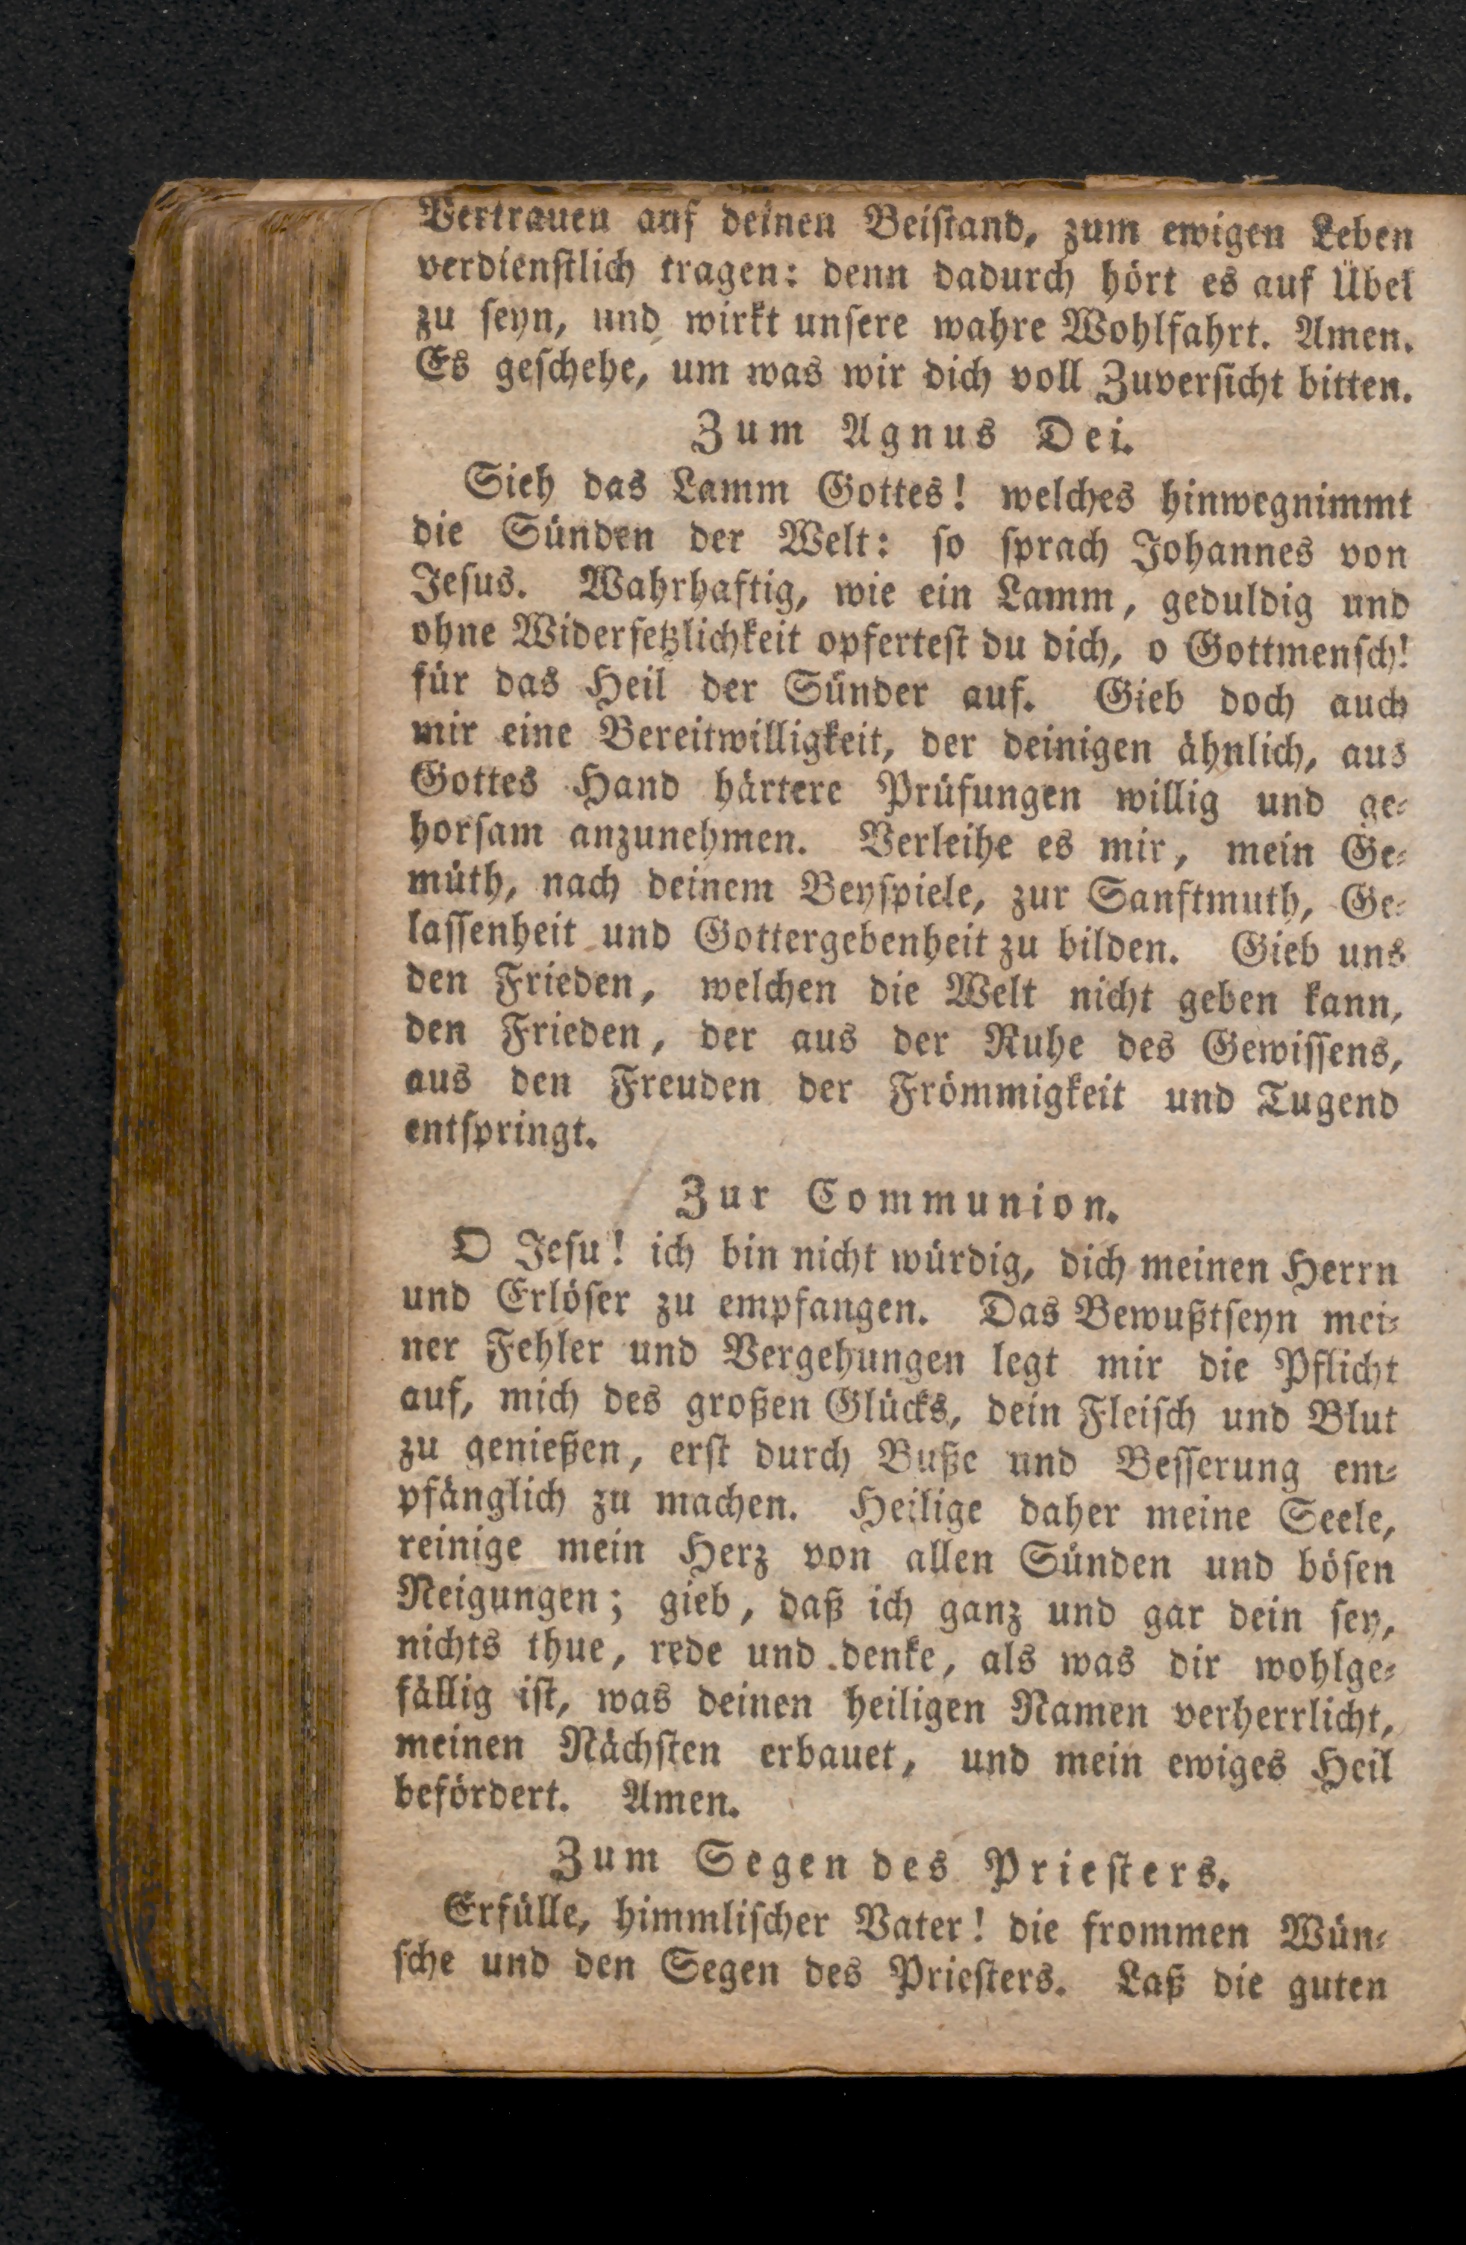 Vertrauen auf deinen Beiſtand, zum ewigen Leben
verdienſtlich tragen: denn dadurch hört es auf Übel
zu ſeyn, und wirkt unſere wahre Wohlfahrt. Amen.
Es geſchehe, um was wir dich voll Zuverſicht bitten.
Zum Agnus Dei.
Sieh das Lamm Gottes! welches hinwegnimmt
die Sünden der Welt: ſo ſprach Johannes von
Jeſus. Wahrhaftig, wie ein Lamm, geduldig und
ohne Widerſetzlichkeit opferteſt du dich, o Gottmenſch!
für das Heil der Sünder auf. Gieb doch auch
mir eine Bereitwilligkeit, der deinigen ähnlich, aus
Gottes Hand härtere Prüfungen willig und ge⸗
horſam anzunehmen. Verleihe es mir, mein Ge⸗
müth, nach deinem Beyſpiele, zur Sanftmuth, Ge⸗
laſſenheit und Gottergebenheit zu bilden. Gieb uns
den Frieden, welchen die Welt nicht geben kann,
den Frieden, der aus der Ruhe des Gewiſſens,
aus den Freuden der Frömmigkeit und Tugend
entſpringt.
Zur Communion.
O Jeſu! ich bin nicht würdig, dich meinen Herrn
und Erlöſer zu empfangen. Das Bewußtſeyn mei⸗
ner Fehler und Vergehungen legt mir die Pflicht
auf, mich des großen Glücks, dein Fleiſch und Blut
zu genießen, erſt durch Buße und Beſſerung em⸗
pfänglich zu machen. Heilige daher meine Seele,
reinige mein Herz von allen Sünden und böſen
Neigungen; gieb, daß ich ganz und gar dein ſey,
nichts thue, rede und denke, als was dir wohlge⸗
fällig iſt, was deinen heiligen Namen verherrlicht,
meinen Nächſten erbauet, und mein ewiges Heil
befördert. Amen.
Zum Segen des Prieſters.
Erfülle, himmliſcher Vater! die frommen Wün⸗
ſche und den Segen des Prieſters. Laß die guten